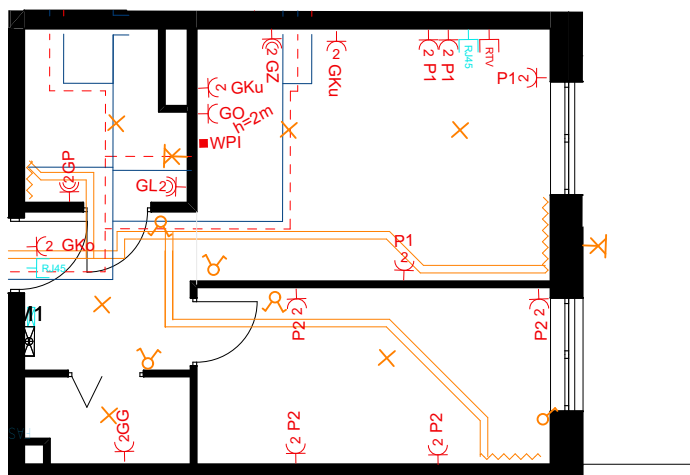 2 GZ
2 GKu
2 P1
2 P1
RJ45
RTV
P1 2
2 GKu
GO
h=2m
WPI
2GP
GL2
2 GKo
RJ45
P1
2
M1
P2 2
P2 2
2GG
2 P2
2 P2